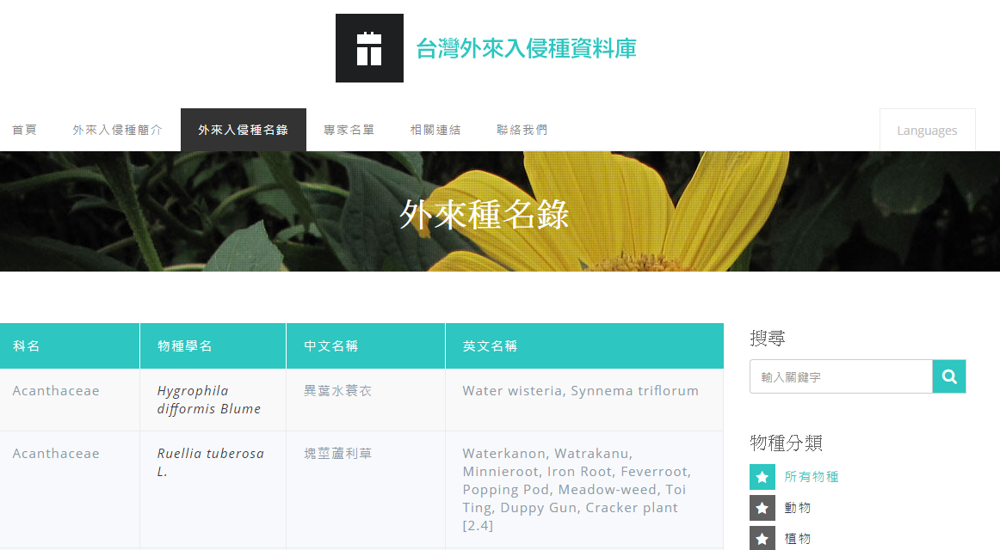 台灣外來入侵種資料庫
首頁
外來入侵種簡介
外來入侵種名錄
專家名單
相關連結
聯絡我們
Languages
外來種名錄
科名
物種學名
中文名稱
英文名稱
Acanthaceae
Hygrophila
difformis Blume
異葉水蓑衣
Water wisteria, Synnema triflorum
Acanthaceae
Ruellia tuberosa
L.
塊莖蘆利草
Waterkanon, Watrakanu,
Minnieroot, Iron Root, Feverroot,
Popping Pod, Meadow-weed, Toi
Ting, Duppy Gun, Cracker plant
[2.4]
搜尋
輸入關鍵字
物種分類
所有物種
動物
植物